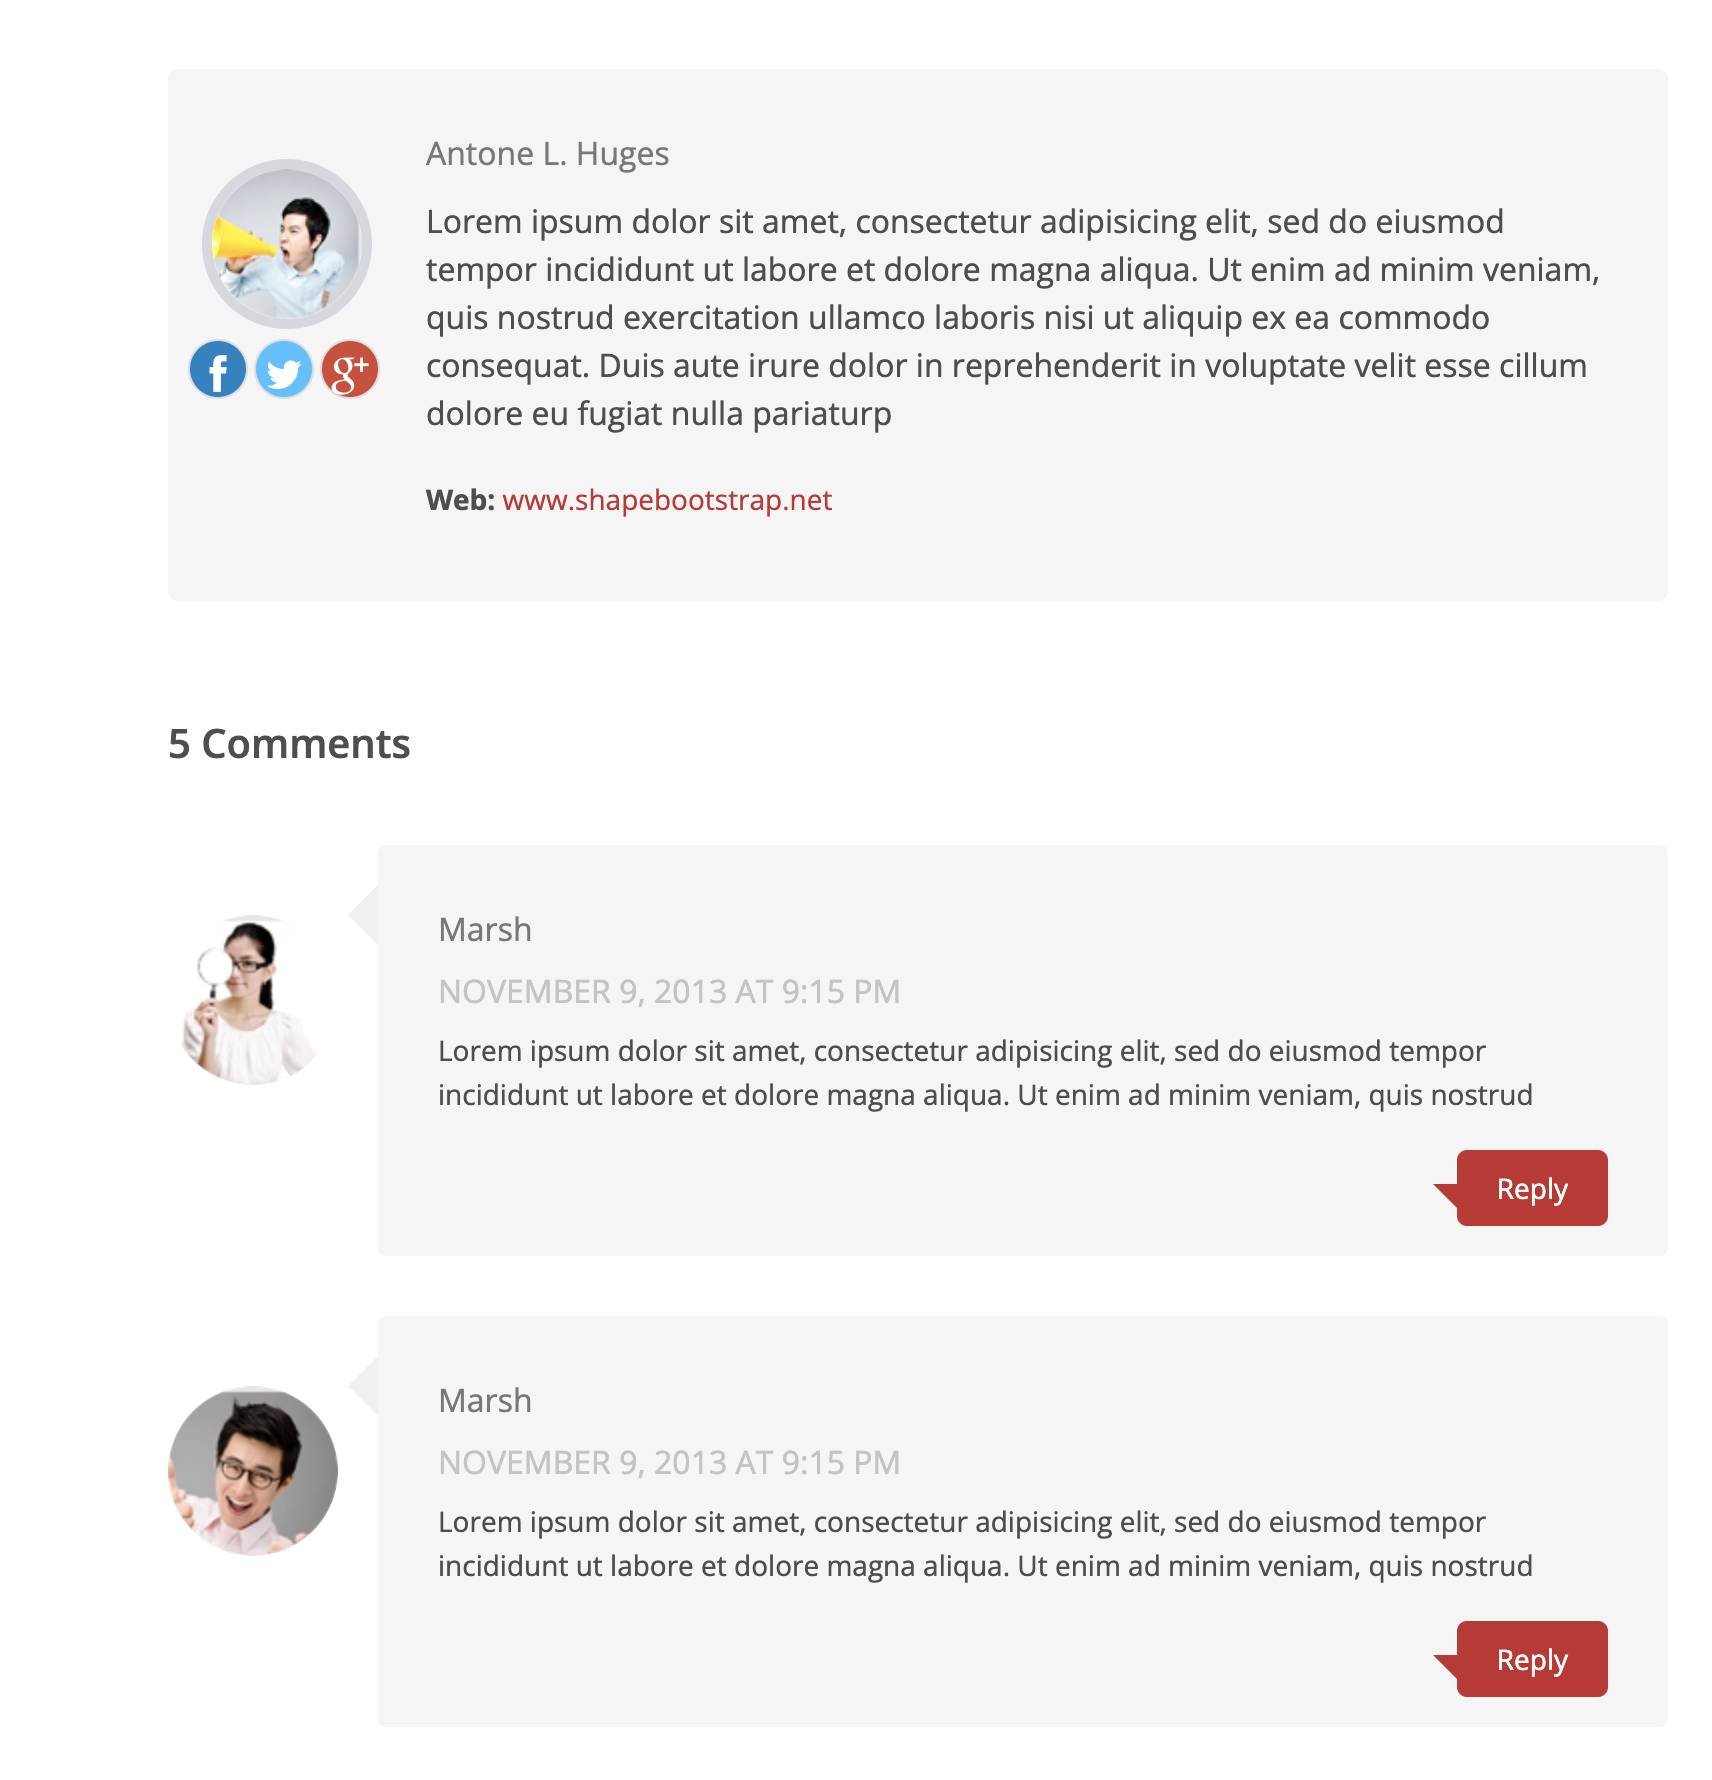 Antone L. Huges
Lorem ipsum dolor sit amet, consectetur adipisicing elit, sed do eiusmod
tempor incididunt ut labore et dolore magna aliqua. Ut enim ad minim veniam,
quis nostrud exercitation ullamco laboris nisi ut aliquip ex ea commodo
consequat. Duis aute irure dolor in reprehenderit in voluptate velit esse cillum
dolore eu fugiat nulla pariaturp
Web: www.shapebootstrap.net
5 Comments
Marsh
NOVEMBER 9, 2013 AT 9:15 PM
Lorem ipsum dolor sit amet, consectetur adipisicing elit, sed do eiusmod tempor
incididunt ut labore et dolore magna aliqua. Ut enim ad minim veniam, quis nostrud
Reply
Marsh
NOVEMBER 9, 2013 AT 9:15 PM
Lorem ipsum dolor sit amet, consectetur adipisicing elit, sed do eiusmod tempor
incididunt ut labore et dolore magna aliqua. Ut enim ad minim veniam, quis nostrud
Reply